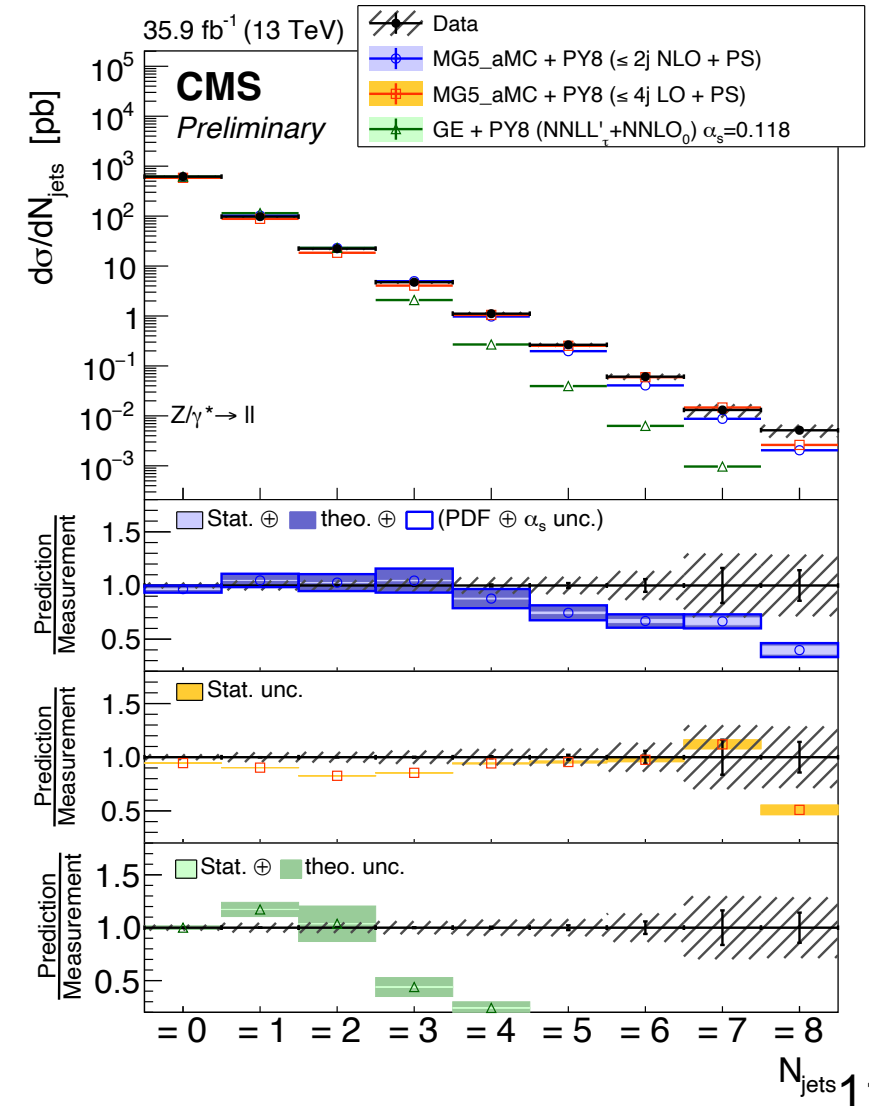 35.9 fb⁻¹ (13 TeV)
Data
MG5_aMC + PY8 (≤ 2j NLO + PS)
MG5_aMC + PY8 (≤ 4j LO + PS)
GE + PY8 (NNLL'τ+NNLO₀) αₛ=0.118
CMS
Preliminary
dσ/dN_jets [pb]
10⁵
10⁴
10³
10²
10
1
10⁻¹
10⁻²
10⁻³
Z/γ*→ ll
Stat. ⊕ theo. ⊕ (PDF ⊕ αₛ unc.)
Prediction
Measurement
1.5
1.0
0.5
Stat. unc.
Prediction
Measurement
1.5
1.0
0.5
Stat. ⊕ theo. unc.
Prediction
Measurement
1.5
1.0
0.5
= 0 = 1 = 2 = 3 = 4 = 5 = 6 = 7 = 8
N_jets